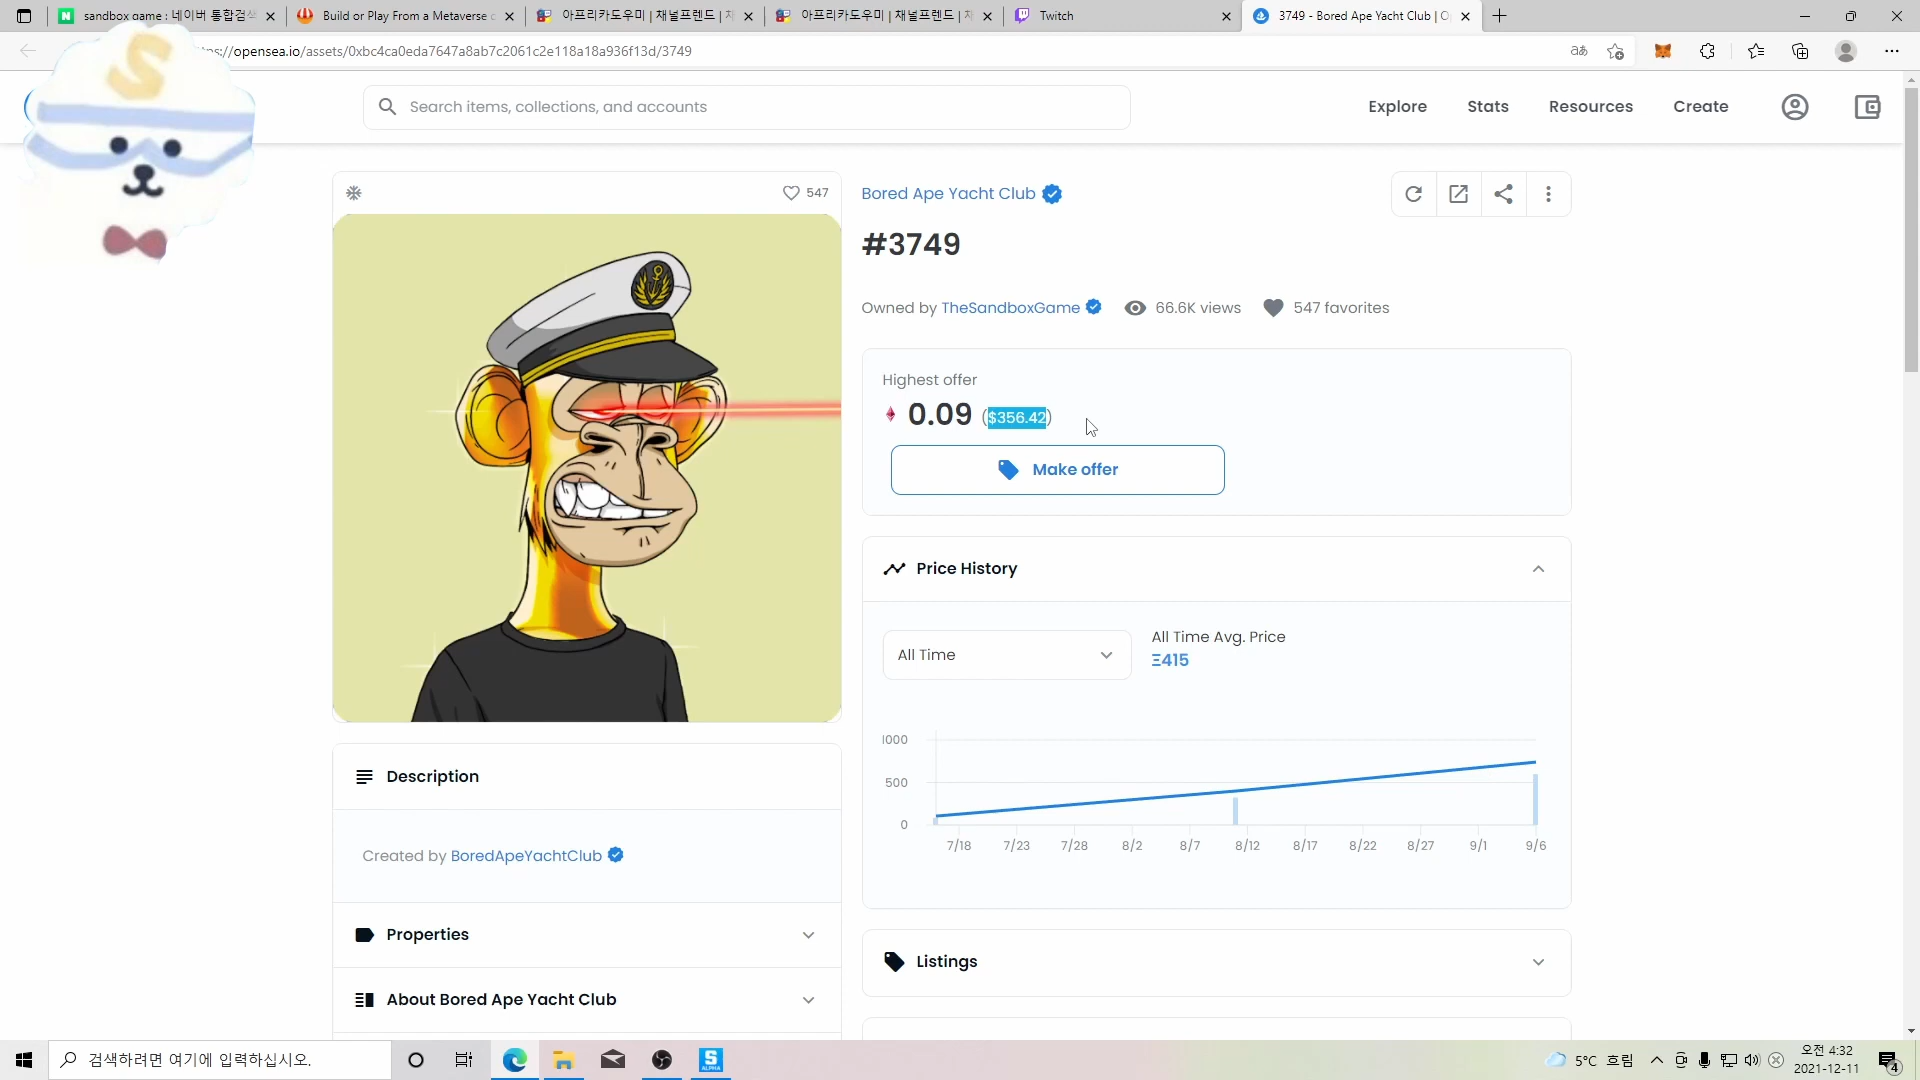 sandbox game : 네이버 통합검색
Build or Play From a Metaverse c
아프리카도우미 | 채널프렌드 | 채
아프리카도우미 | 채널프렌드 | 채
Twitch
3749 - Bored Ape Yacht Club | O
://opensea.io/assets/0xbc4ca0eda7647a8ab7c2061c2e118a18a936f13d/3749
S
Search items, collections, and accounts
Explore
Stats
Resources
Create
547
Bored Ape Yacht Club
#3749
Owned by TheSandboxGame
66.6K views
547 favorites
Highest offer
0.09 ($356.42)
Make offer
Price History
All Time
All Time Avg. Price
Ξ415
1000
500
0
7/18 7/23 7/28 8/2 8/7 8/12 8/17 8/22 8/27 9/1 9/6
Description
Created by BoredApeYachtClub
Properties
About Bored Ape Yacht Club
Listings
검색하려면 여기에 입력하십시오.
S
ALPHA
5°C 흐림
오전 4:32
2021-12-11
4